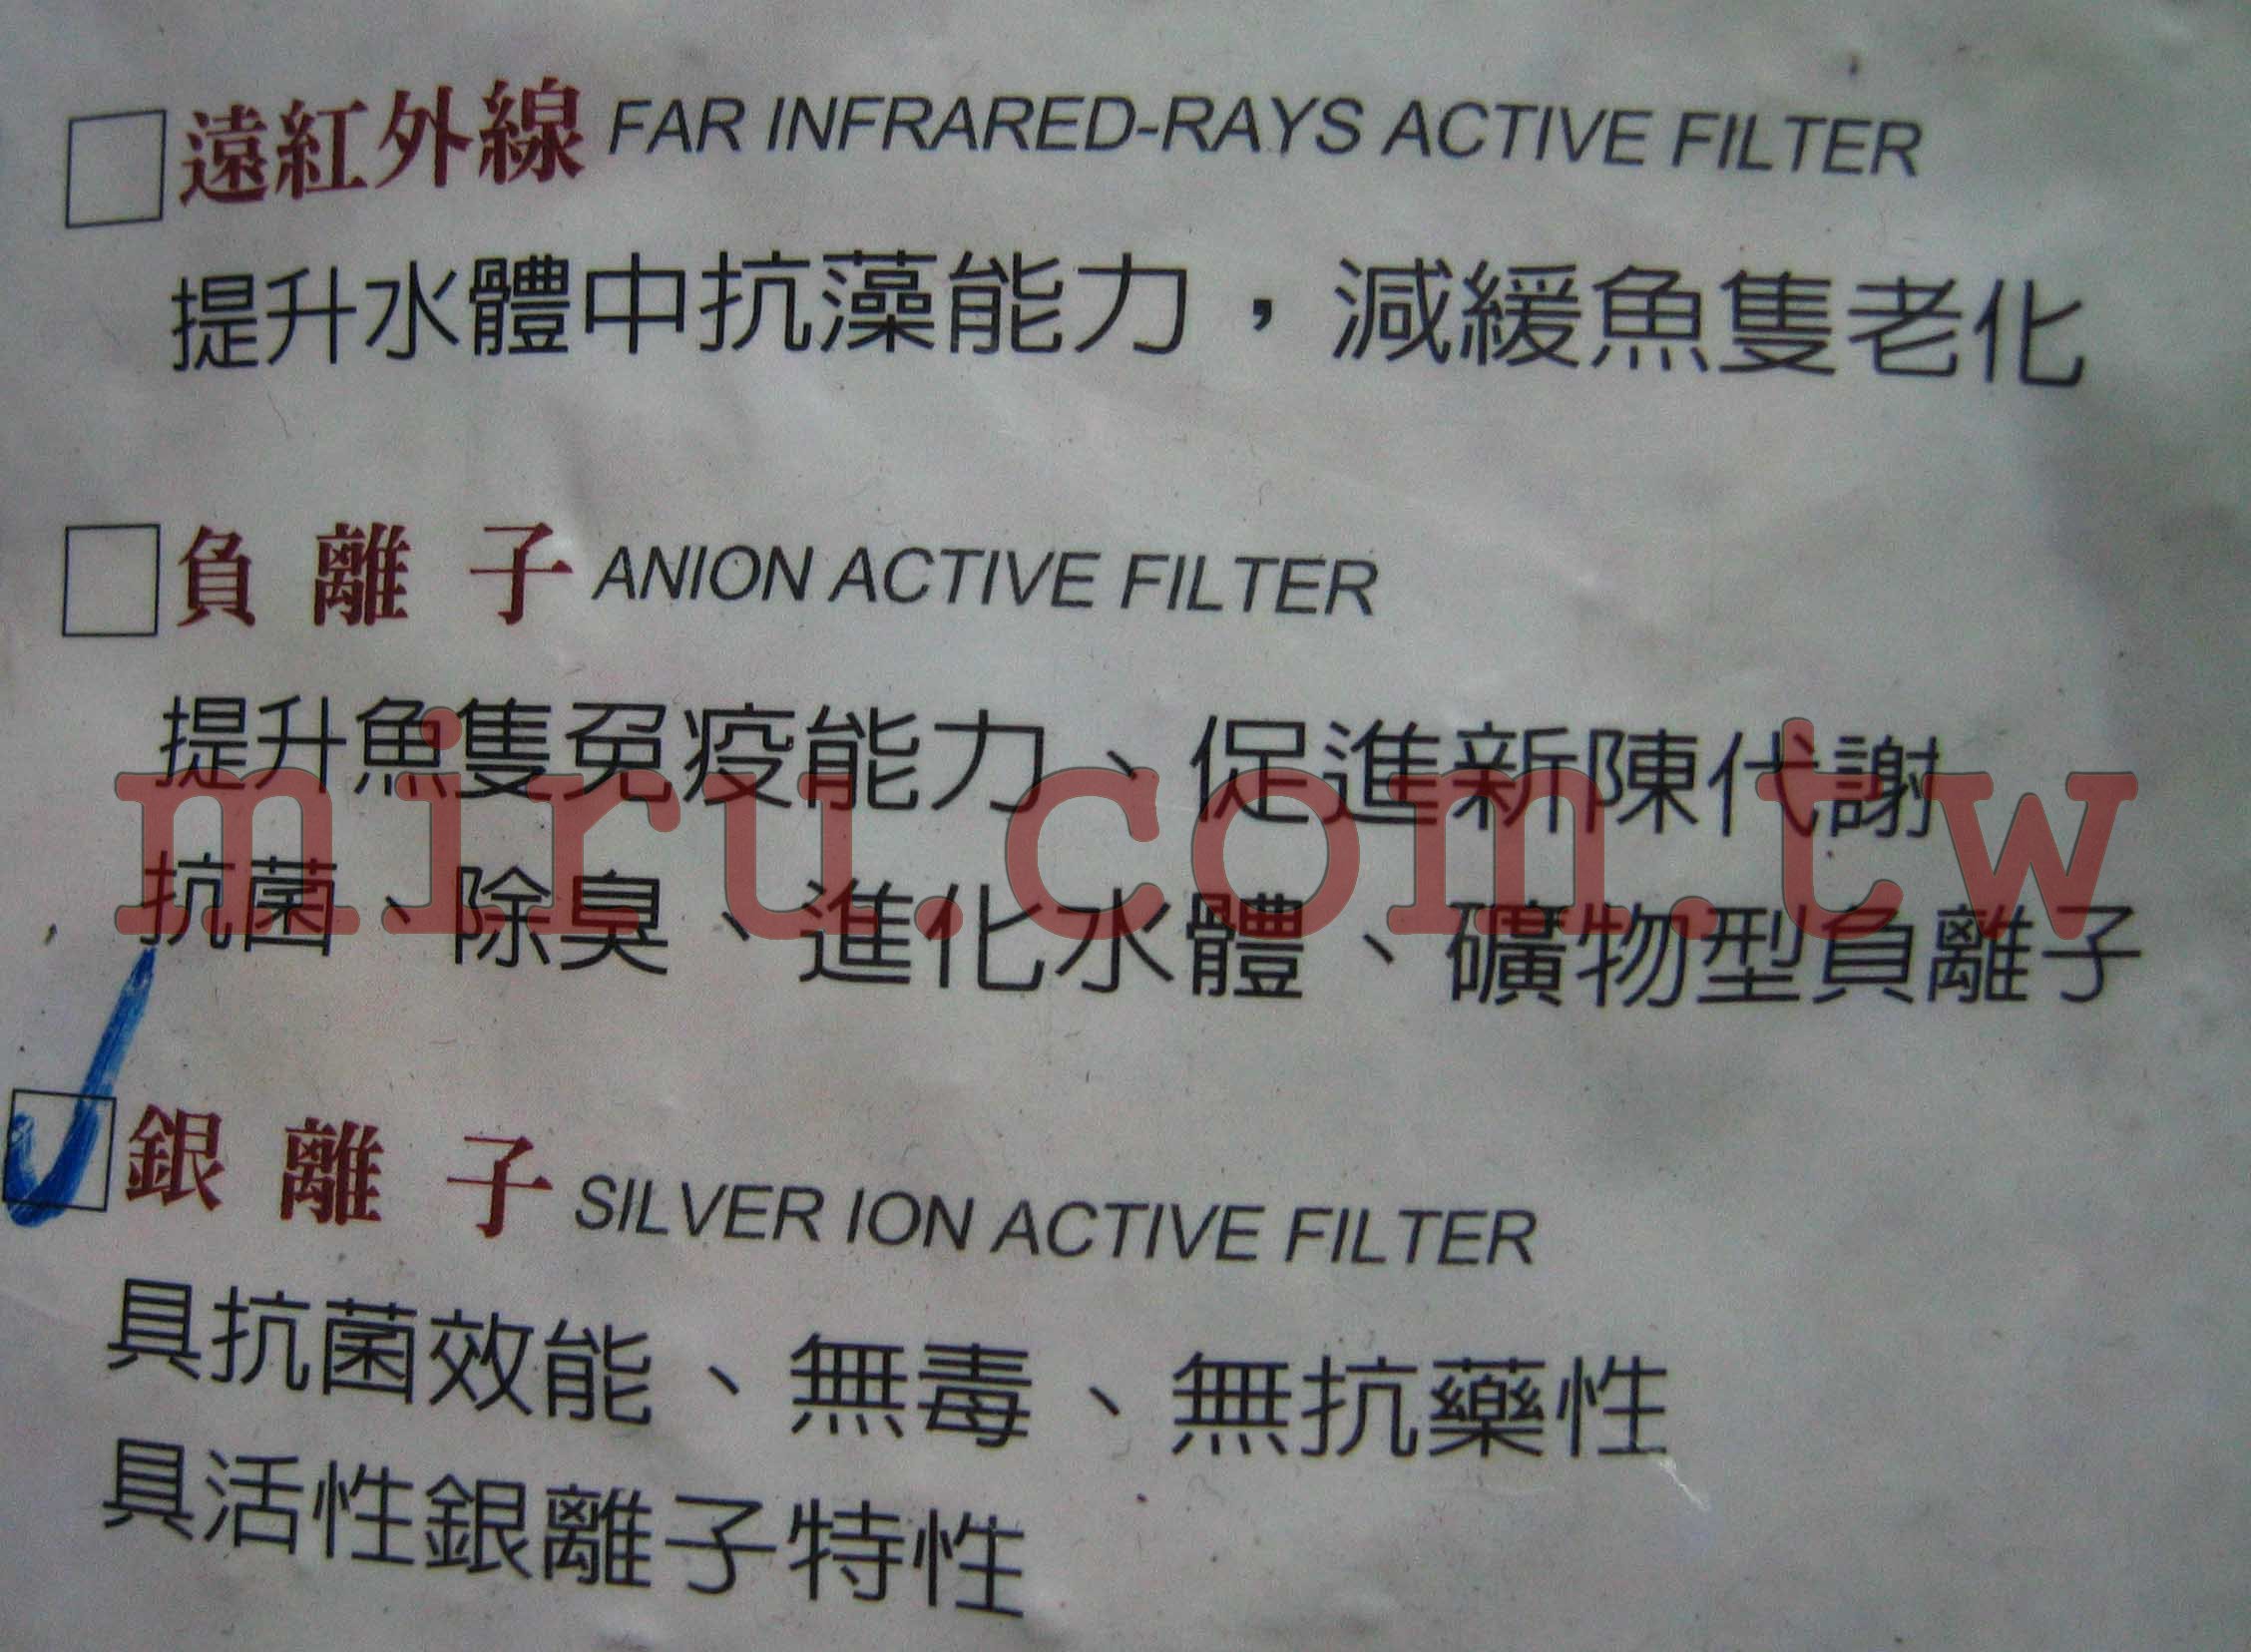 遠紅外線 FAR INFRARED-RAYS ACTIVE FILTER
提升水體中抗藻能力，減緩魚隻老化
負離子 ANION ACTIVE FILTER
提升魚隻免疫能力、促進新陳代謝
miru.com.tw
抗菌、除臭、進化水體、礦物型負離子
銀離子 SILVER ION ACTIVE FILTER
具抗菌效能、無毒、無抗藥性
具活性銀離子特性